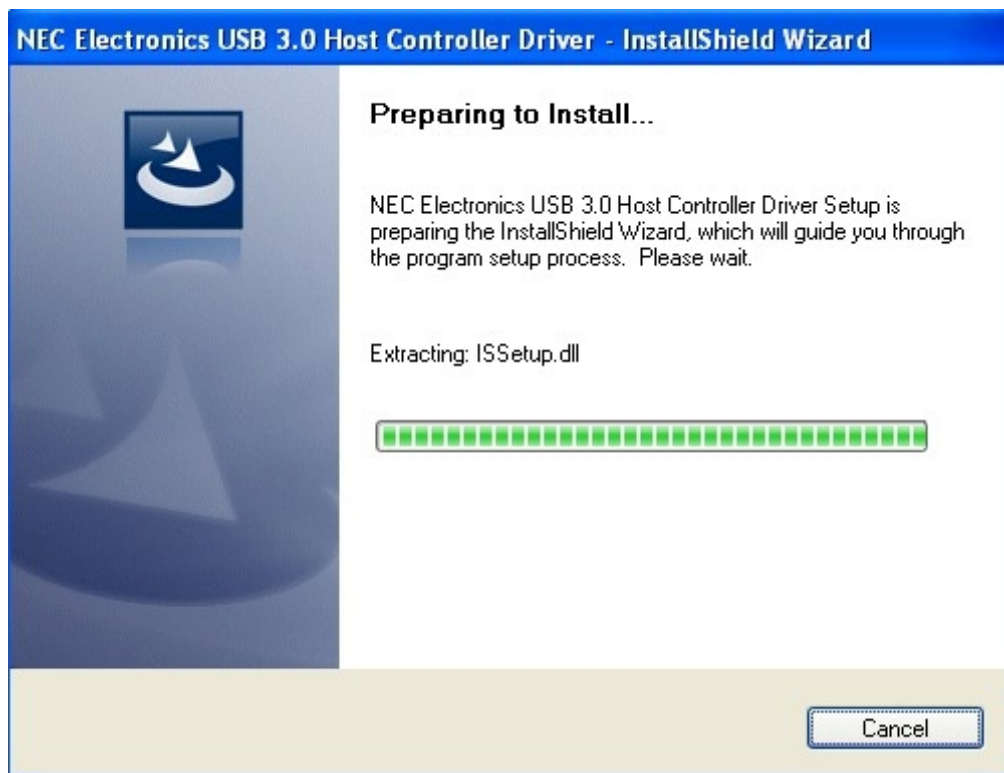 NEC Electronics USB 3.0 Host Controller Driver - InstallShield Wizard
Preparing to Install...
NEC Electronics USB 3.0 Host Controller Driver Setup is
preparing the InstallShield Wizard, which will guide you through
the program setup process.  Please wait.
Extracting: ISSetup.dll
Cancel